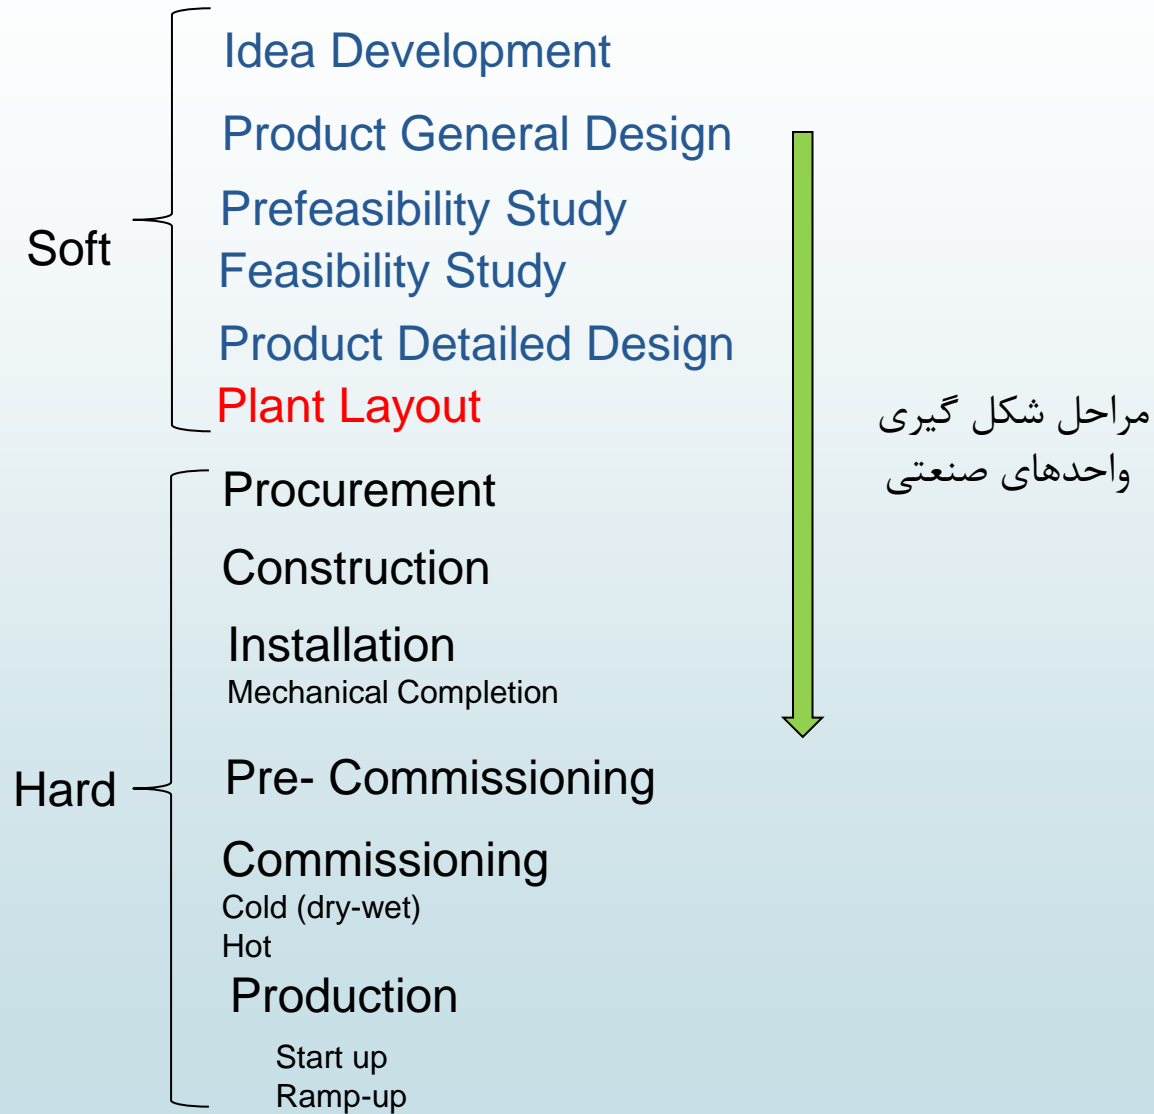 Soft
Idea Development
Product General Design
Prefeasibility Study
Feasibility Study
Product Detailed Design
Plant Layout
مراحل شکل گیری
واحدهای صنعتی
Hard
Procurement
Construction
Installation
Mechanical Completion
Pre- Commissioning
Commissioning
Cold (dry-wet)
Hot
Production
Start up
Ramp-up